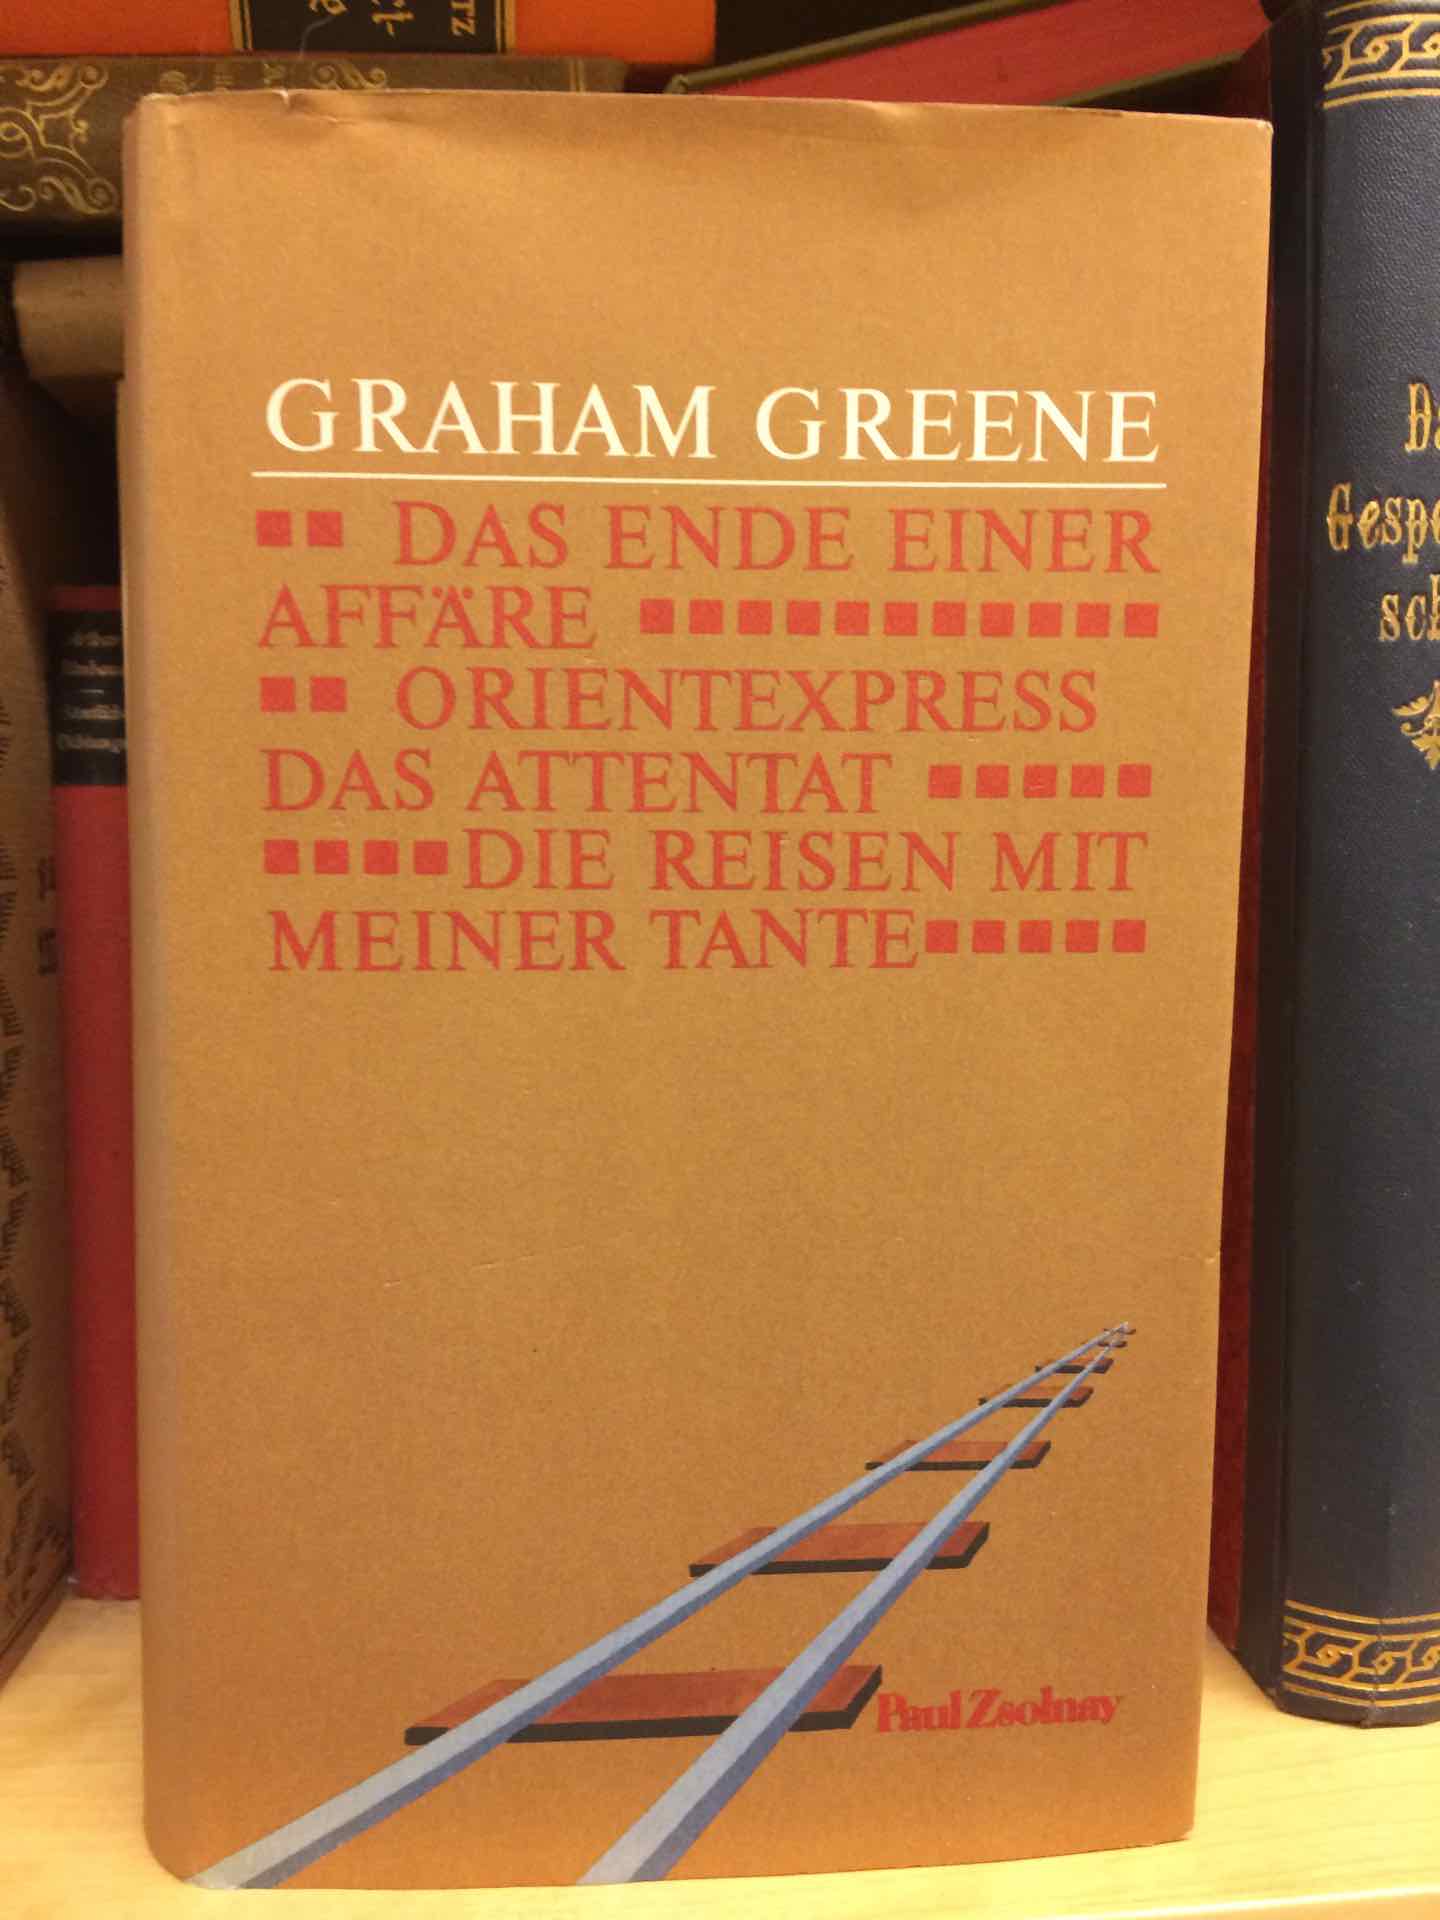 GRAHAM GREENE
DAS ENDE EINER
AFFÄRE
ORIENTEXPRESS
DAS ATTENTAT
DIE REISEN MIT
MEINER TANTE
Paul Zsolnay